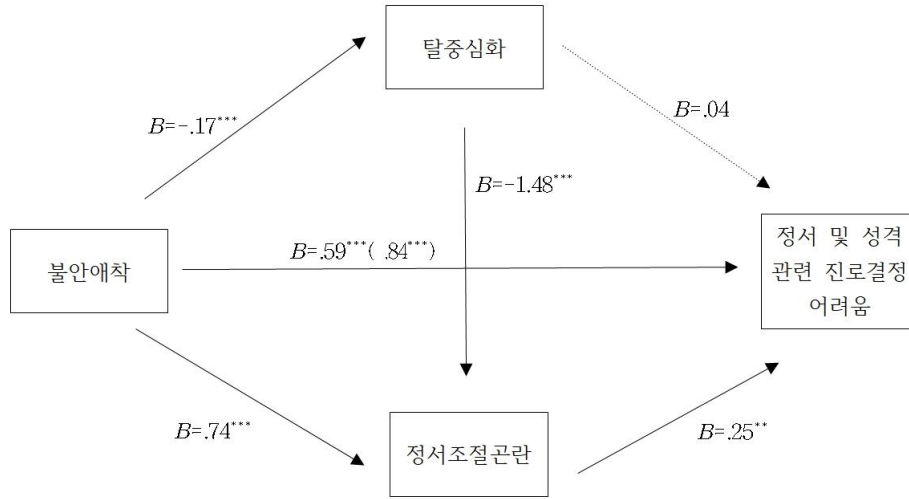 탈중심화
B=-.17***
B=.04
B=-1.48***
불안애착
B=.59***( .84***)
정서 및 성격
관련 진로결정
어려움
B=.74***
정서조절곤란
B=.25**